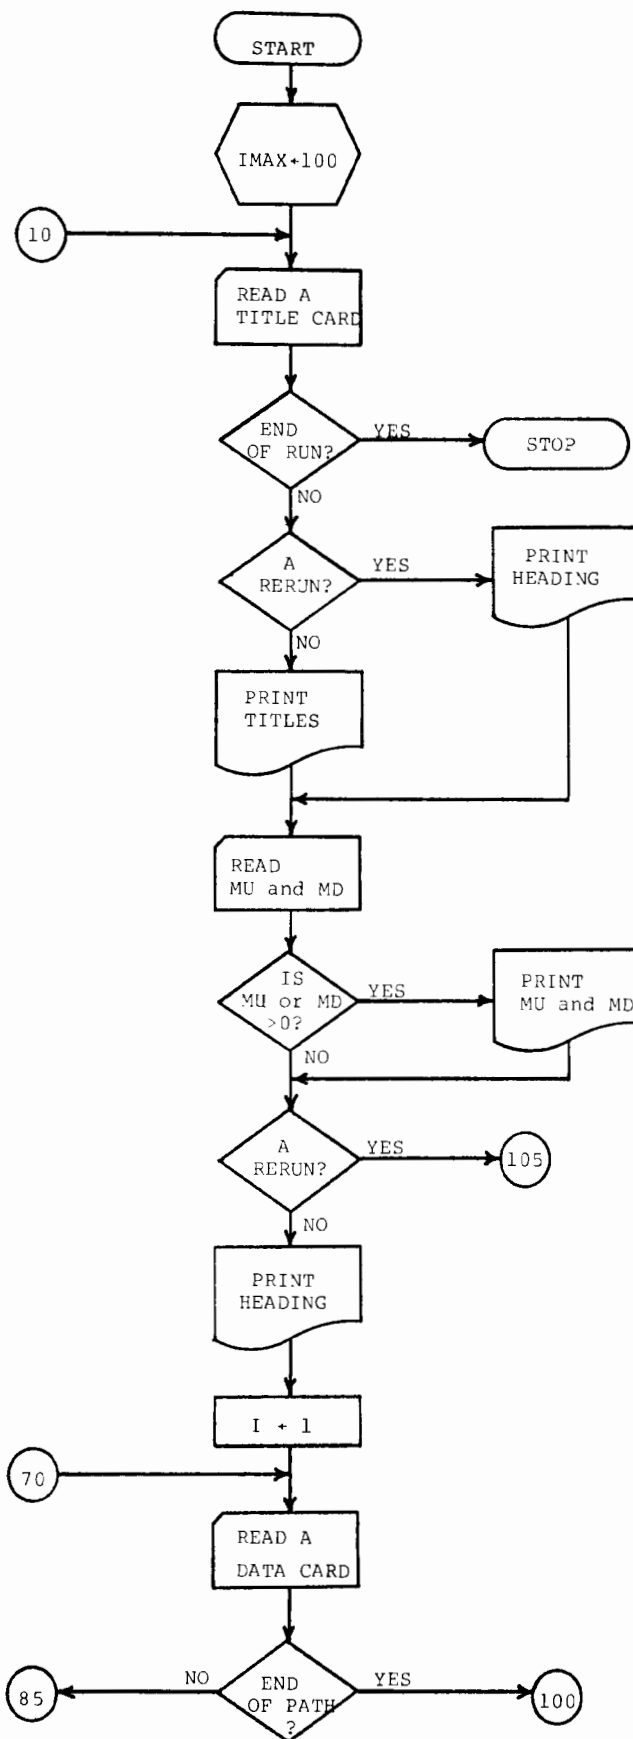 START
IMAX←100
10
READ A
TITLE CARD
END
OF RUN?
YES
STOP
NO
A
RERUN?
YES
PRINT
HEADING
NO
PRINT
TITLES
READ
MU and MD
IS
MU or MD
>0?
YES
PRINT
MU and MD
NO
A
RERUN?
YES
105
NO
PRINT
HEADING
I ← 1
70
READ A
DATA CARD
85
NO
END
OF PATH
?
YES
100